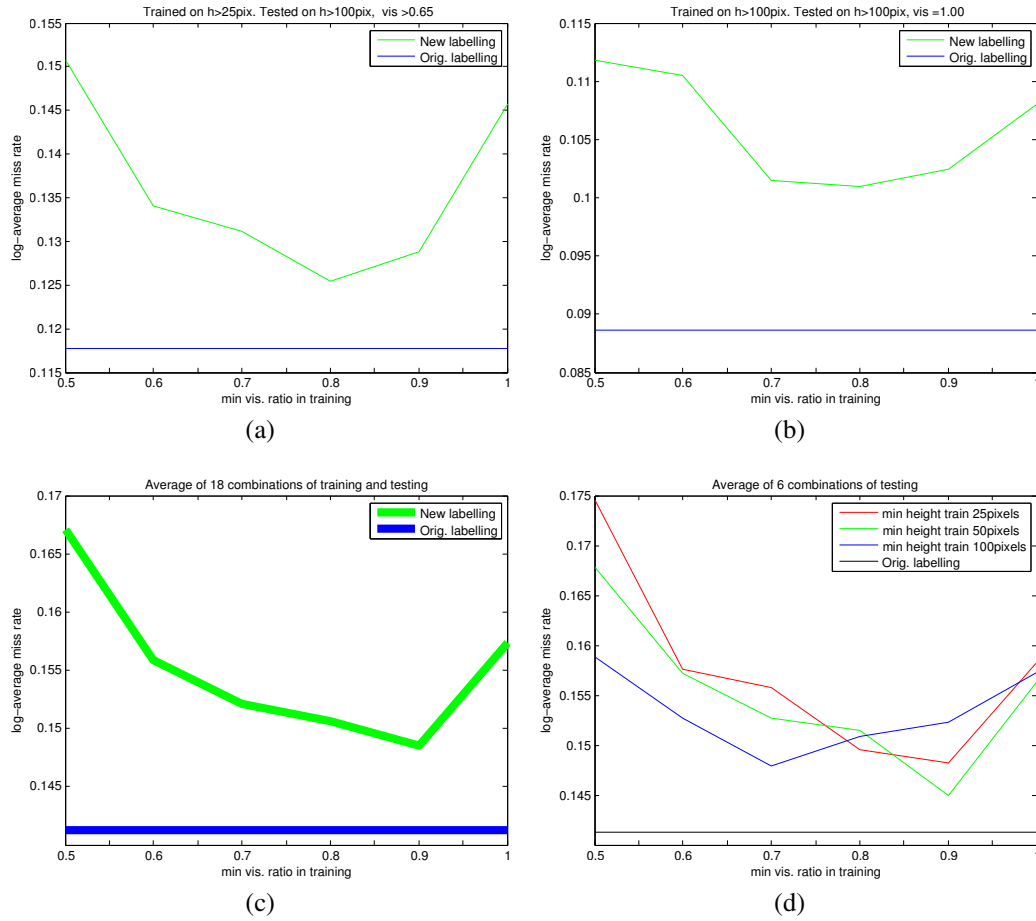 Trained on h>25pix. Tested on h>100pix, vis >0.65
New labelling
Orig. labelling
0.155
0.15
0.145
0.14
0.135
0.13
0.125
0.12
0.115
log-average miss rate
0.5 0.6 0.7 0.8 0.9 1
min vis. ratio in training
(a)
Trained on h>100pix. Tested on h>100pix, vis =1.00
New labelling
Orig. labelling
0.115
0.11
0.105
0.1
0.095
0.09
0.085
log-average miss rate
0.5 0.6 0.7 0.8 0.9 1
min vis. ratio in training
(b)
Average of 18 combinations of training and testing
New labelling
Orig. labelling
0.17
0.165
0.16
0.155
0.15
0.145
log-average miss rate
0.5 0.6 0.7 0.8 0.9 1
min vis. ratio in training
(c)
Average of 6 combinations of testing
min height train 25pixels
min height train 50pixels
min height train 100pixels
Orig. labelling
0.175
0.17
0.165
0.16
0.155
0.15
0.145
log-average miss rate
0.5 0.6 0.7 0.8 0.9 1
min vis. ratio in training
(d)